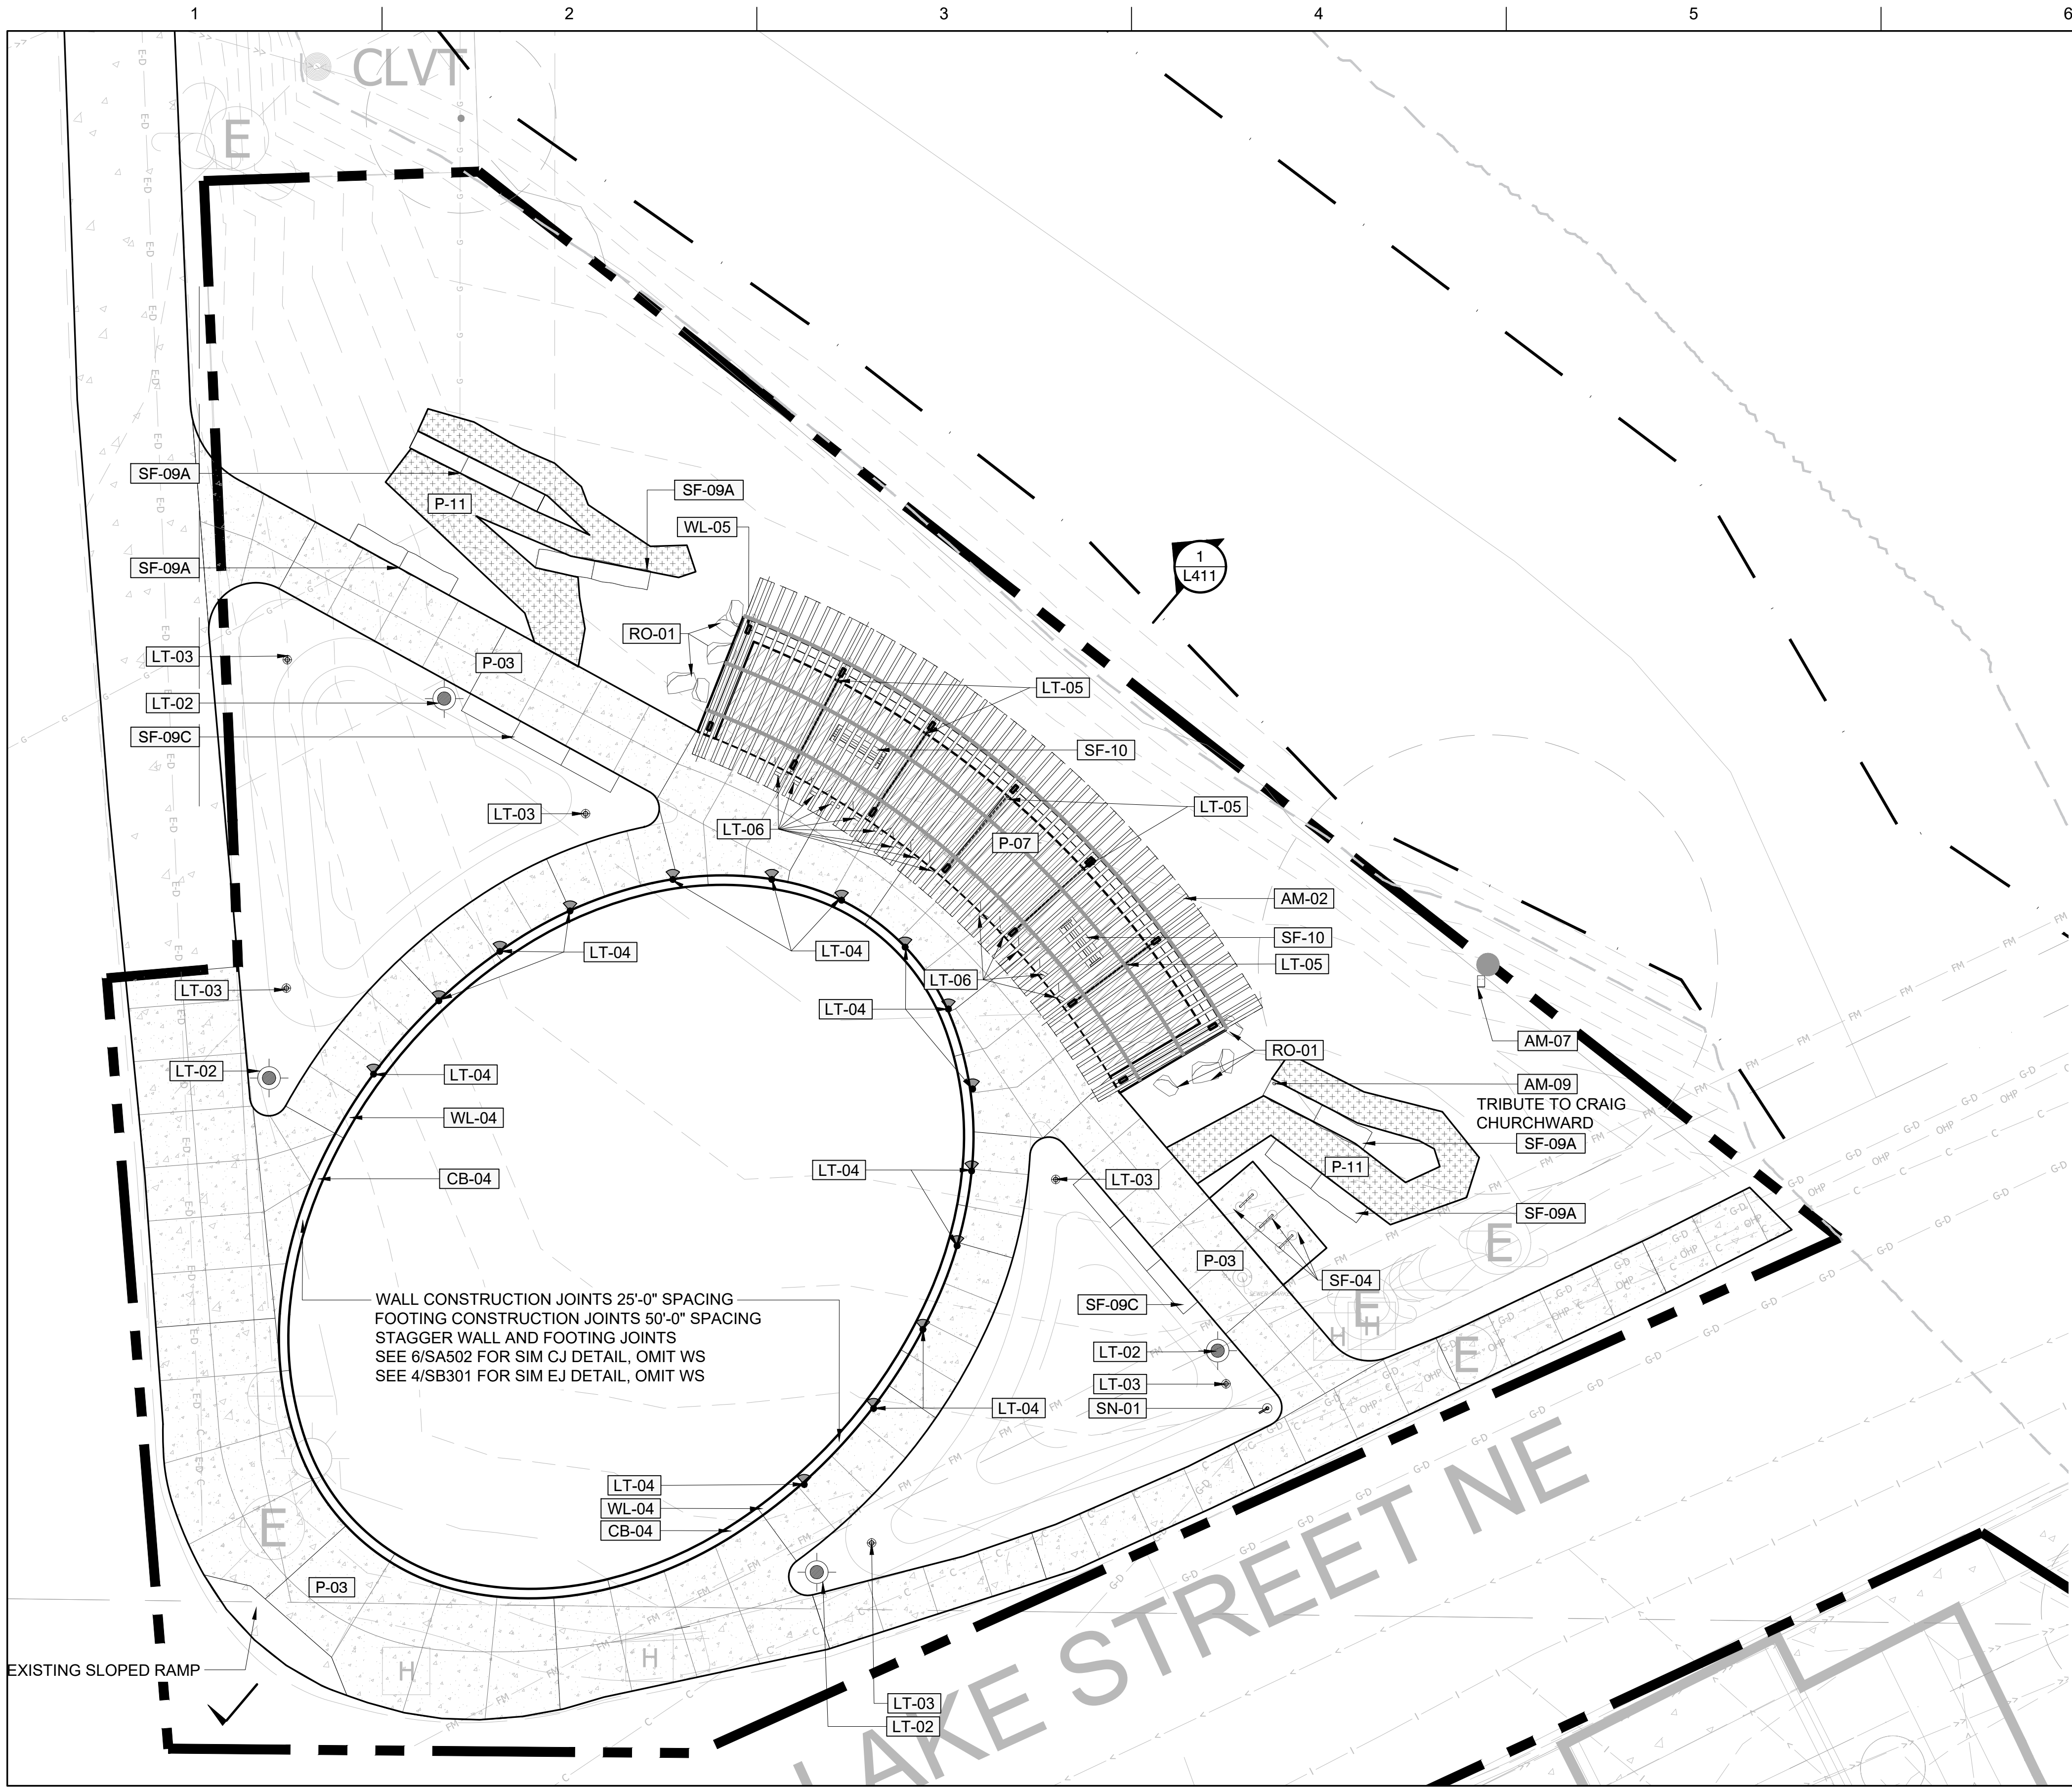 1
2
3
4
5
6
CLVT
E
SF-09A
P-11
SF-09A
WL-05
1
L411
SF-09A
RO-01
LT-03
P-03
LT-05
LT-02
SF-09C
SF-10
LT-03
LT-05
LT-06
P-07
AM-02
SF-10
LT-04
LT-04
LT-05
LT-06
LT-03
LT-04
AM-07
RO-01
LT-02
LT-04
AM-09
TRIBUTE TO CRAIG
CHURCHWARD
WL-04
SF-09A
P-11
LT-04
LT-03
CB-04
SF-09A
E
P-03
SF-04
WALL CONSTRUCTION JOINTS 25'-0" SPACING
FOOTING CONSTRUCTION JOINTS 50'-0" SPACING
STAGGER WALL AND FOOTING JOINTS
SEE 6/SA502 FOR SIM CJ DETAIL, OMIT WS
SEE 4/SB301 FOR SIM EJ DETAIL, OMIT WS
SF-09C
E
H
H
LT-02
E
LT-03
LT-04
SN-01
LT-04
WL-04
CB-04
E
P-03
LAKE STREET NE
EXISTING SLOPED RAMP
H
H
LT-03
LT-02
E-D
G
FM
G-D
OHP
C